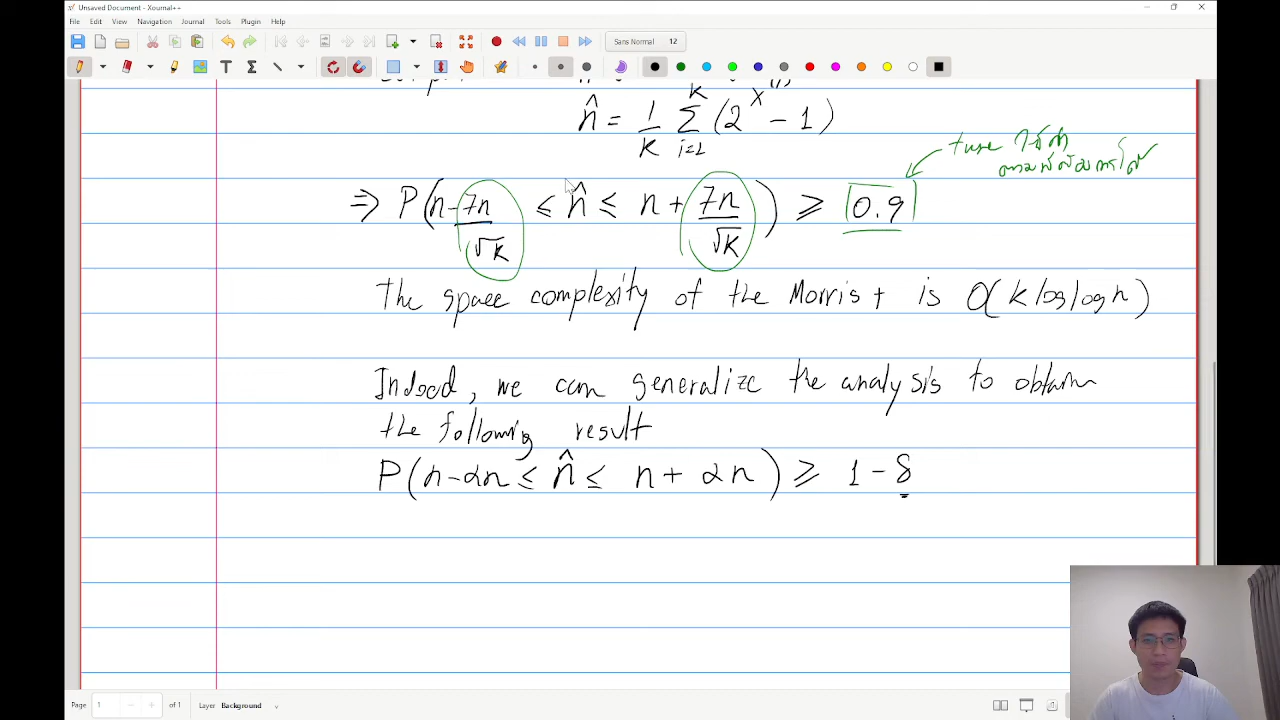 Unsaved Document - Xournal++
File Edit View Navigation Journal Tools Plugin Help
Sans Normal 12
n̂ = 1/K Σ_{i=1}^{K} (2^{X^{(i)}} - 1)
⇒ P(n - 7n/√K ≤ n̂ ≤ n + 7n/√K) ≥ 0.9
the space complexity of the Morris+ is O(k log log n)
Indeed, we can generalize the analysis to obtain
the following result
P(n - αn ≤ n̂ ≤ n + αn) ≥ 1 - δ
Page 1 of 1 Layer Background